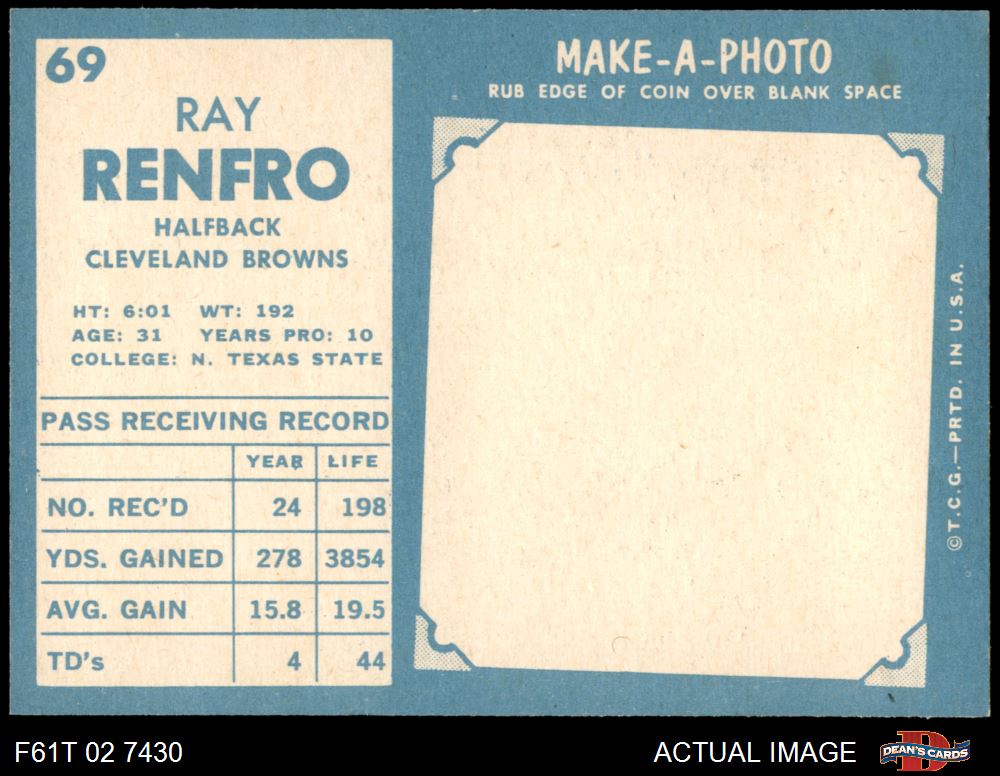 69
RAY
RENFRO
HALFBACK
CLEVELAND BROWNS
HT: 6:01 WT: 192
AGE: 31 YEARS PRO: 10
COLLEGE: N. TEXAS STATE
PASS RECEIVING RECORD
YEAR LIFE
NO. REC'D 24 198
YDS. GAINED 278 3854
AVG. GAIN 15.8 19.5
TD's 4 44
MAKE-A-PHOTO
RUB EDGE OF COIN OVER BLANK SPACE
©T.C.G.—PRTD. IN U.S.A.
F61T 02 7430
ACTUAL IMAGE
D
DEAN'S CARDS